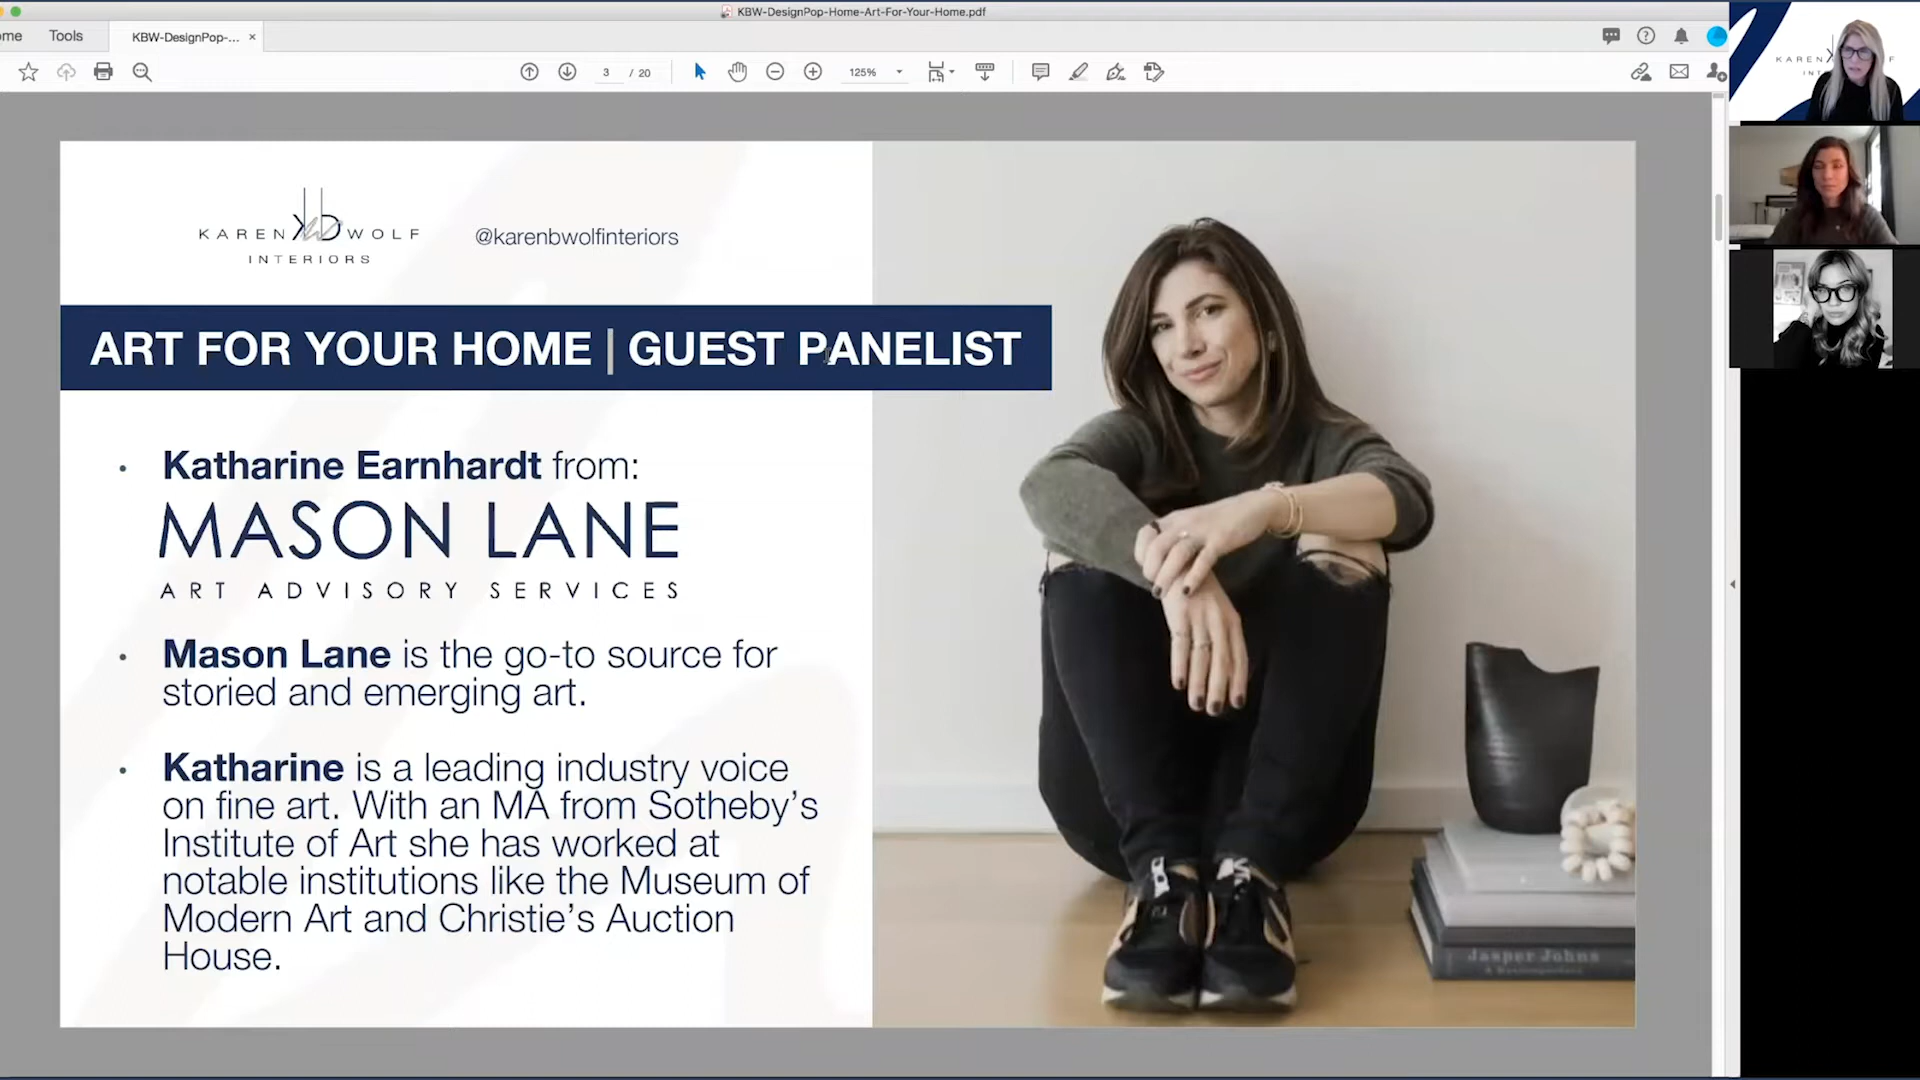 KBW-DesignPop-Home-Art-For-Your-Home.pdf
ome Tools KBW-DesignPop-... ×
3 / 20 125%
KAREN WOLF
INTERIORS
@karenbwolfinteriors
ART FOR YOUR HOME | GUEST PANELIST
• Katharine Earnhardt from:
MASON LANE
ART ADVISORY SERVICES
• Mason Lane is the go-to source for
storied and emerging art.
• Katharine is a leading industry voice
on fine art. With an MA from Sotheby's
Institute of Art she has worked at
notable institutions like the Museum of
Modern Art and Christie's Auction
House.
Jasper Johns
KAREN